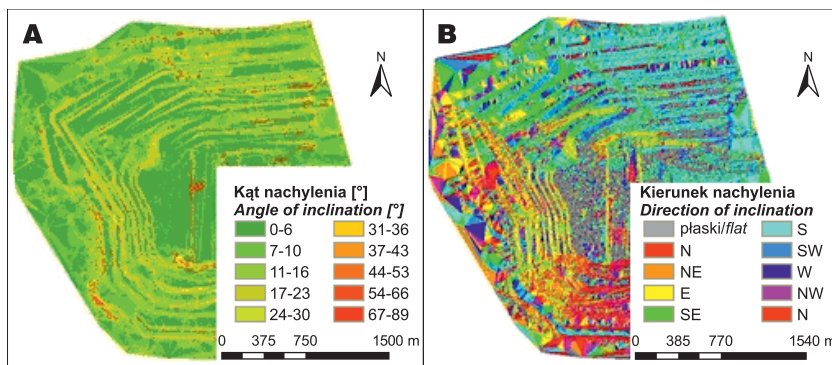 A
N
Kąt nachylenia [°]
Angle of inclination [°]
0-6
7-10
11-16
17-23
24-30
31-36
37-43
44-53
54-66
67-89
0 375 750 1500 m
B
N
Kierunek nachylenia
Direction of inclination
płaski/flat
N
NE
E
SE
S
SW
W
NW
N
0 385 770 1540 m